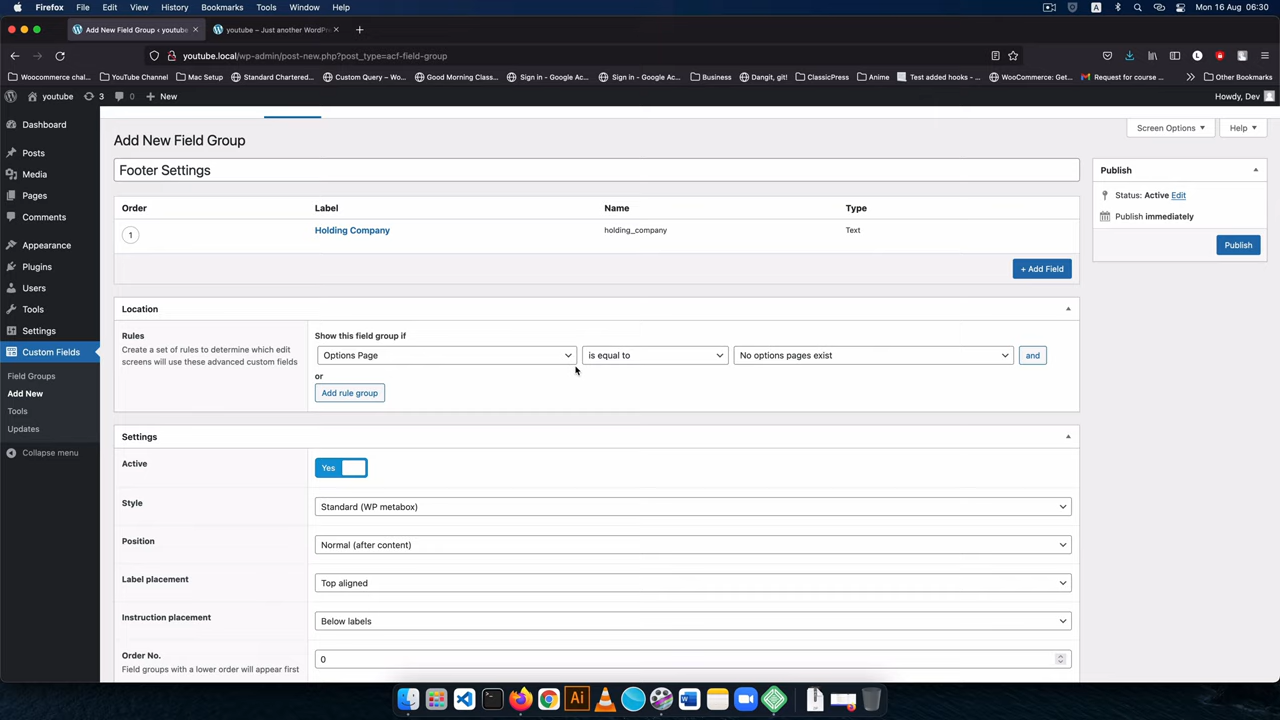 Firefox File Edit View History Bookmarks Tools Window Help Mon 16 Aug 06:30
Add New Field Group ‹ youtube youtube – Just another WordPr
youtube.local/wp-admin/post-new.php?post_type=acf-field-group
Woocommerce chal... YouTube Channel Mac Setup Standard Chartered... Custom Query – Wo... Good Morning Class... Sign in - Google Ac... Sign in - Google Ac... Business Dangit, git! ClassicPress Anime Test added hooks - ... WooCommerce: Get... Request for course ... Other Bookmarks
youtube 3 0 New Howdy, Dev
Screen Options Help
Dashboard
Posts
Media
Pages
Comments
Appearance
Plugins
Users
Tools
Settings
Custom Fields
Field Groups
Add New
Tools
Updates
Collapse menu
Add New Field Group
Footer Settings
Order Label Name Type
1 Holding Company holding_company Text
+ Add Field
Location
Rules
Create a set of rules to determine which edit
screens will use these advanced custom fields
Show this field group if
Options Page is equal to No options pages exist and
or
Add rule group
Settings
Active Yes
Style Standard (WP metabox)
Position Normal (after content)
Label placement Top aligned
Instruction placement Below labels
Order No. 0
Field groups with a lower order will appear first
Publish
Status: Active Edit
Publish immediately
Publish